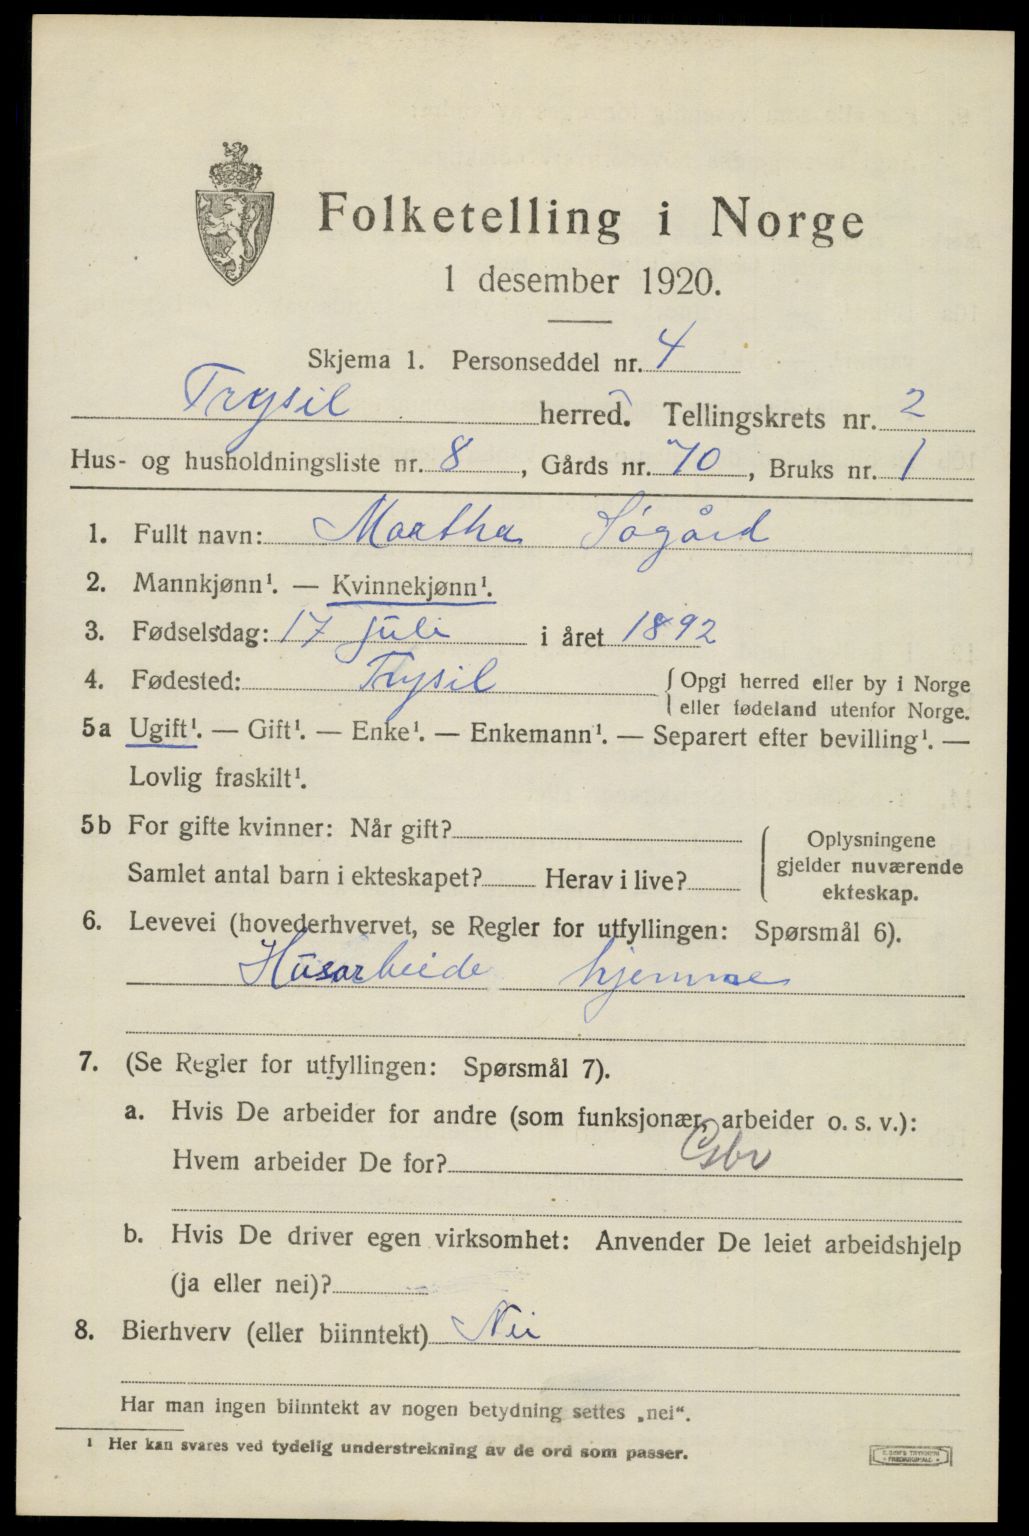 Folketelling i Norge
1 desember 1920.
Skjema 1. Personseddel nr. 4
Trysil herred. Tellingskrets nr. 2
Hus- og husholdningsliste nr. 8, Gårds nr. 70, Bruks nr. 1
1. Fullt navn: Martha Søgård
2. Mannkjønn¹. — Kvinnekjønn¹.
3. Fødselsdag: 17 juli i året 1892
4. Fødested: Trysil { Opgi herred eller by i Norge
eller fødeland utenfor Norge.
5a Ugift¹. — Gift¹. — Enke¹. — Enkemann¹. — Separert efter bevilling¹. —
Lovlig fraskilt¹.
5b For gifte kvinner: Når gift?
Samlet antal barn i ekteskapet? Herav i live?
Oplysningene
gjelder nuværende
ekteskap.
6. Levevei (hovederhvervet, se Regler for utfyllingen: Spørsmål 6).
Husarbeide hjemme
7. (Se Regler for utfyllingen: Spørsmål 7).
a. Hvis De arbeider for andre (som funksjonær, arbeider o. s. v.):
Hvem arbeider De for? Gbr
b. Hvis De driver egen virksomhet: Anvender De leiet arbeidshjelp
(ja eller nei)?
8. Bierhverv (eller biinntekt) Nei
Har man ingen biinntekt av nogen betydning settes „nei“.
¹ Her kan svares ved tydelig understrekning av de ord som passer.